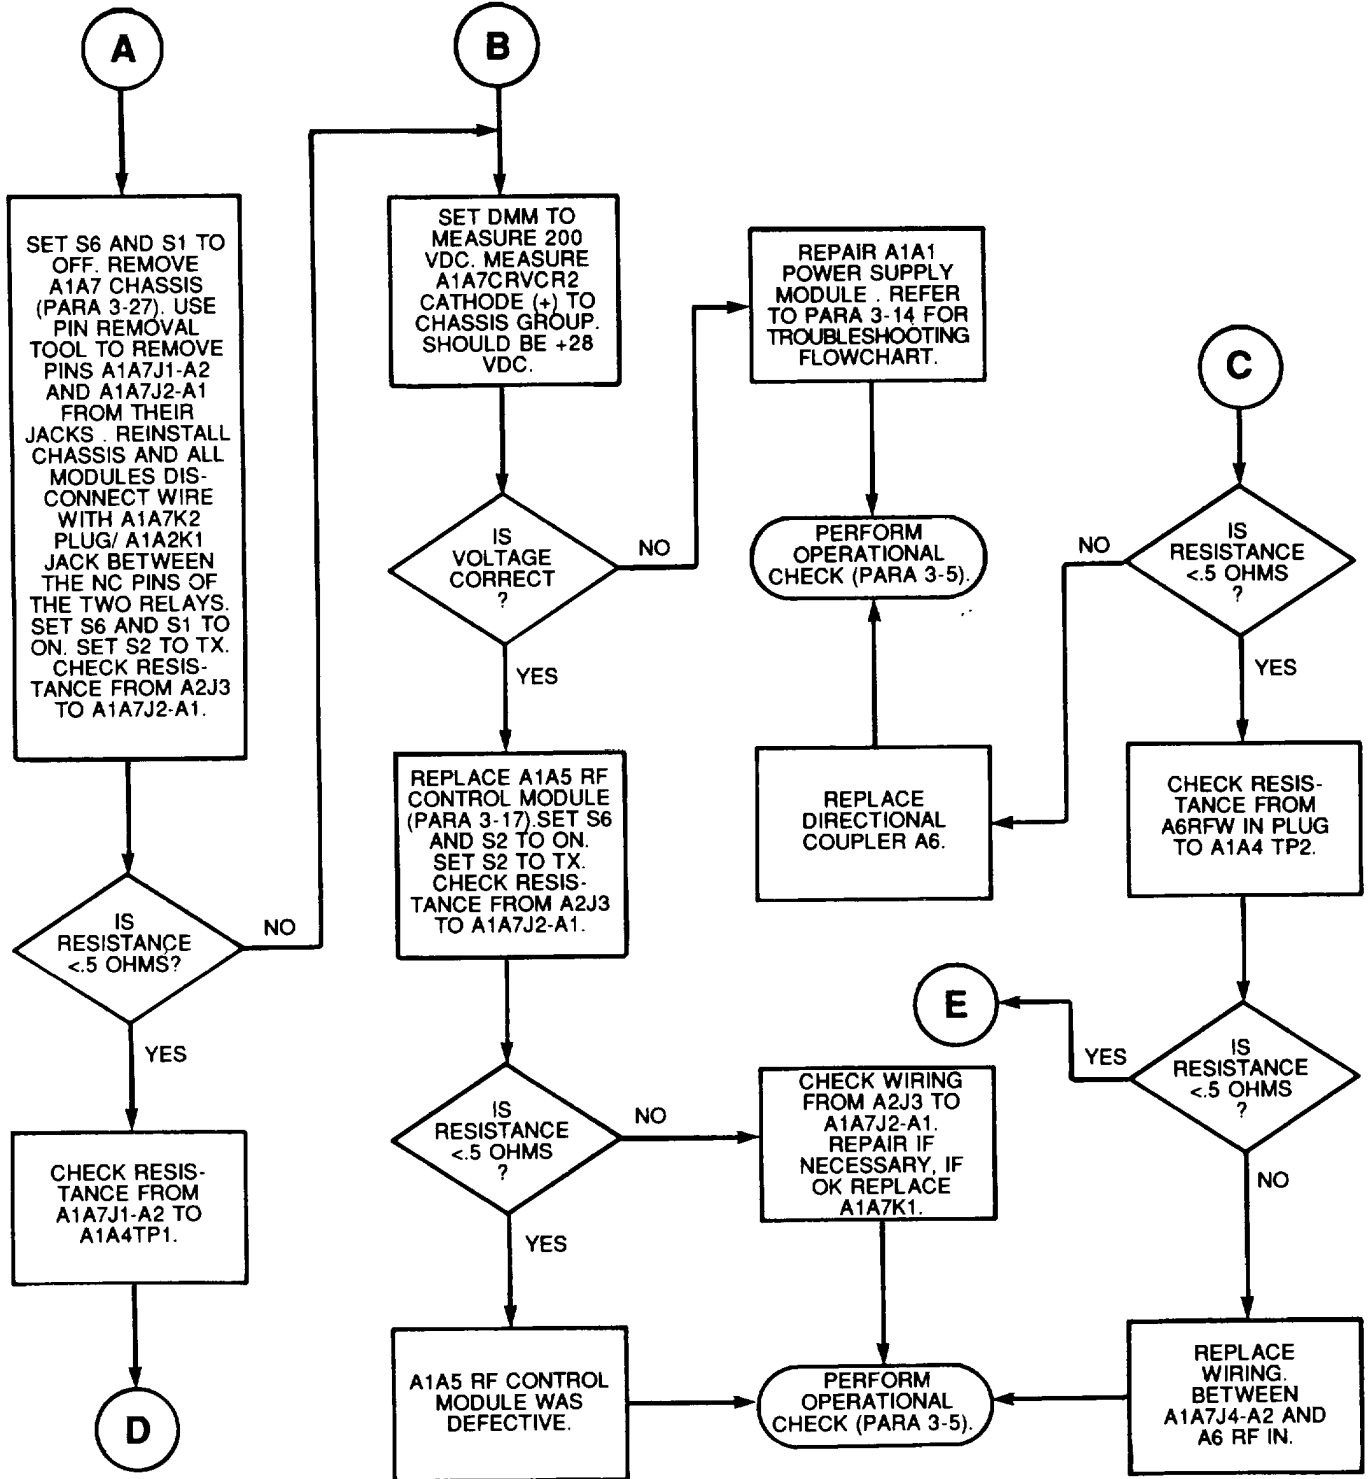 A
SET S6 AND S1 TO
OFF. REMOVE
A1A7 CHASSIS
(PARA 3-27). USE
PIN REMOVAL
TOOL TO REMOVE
PINS A1A7J1-A2
AND A1A7J2-A1
FROM THEIR
JACKS . REINSTALL
CHASSIS AND ALL
MODULES DIS-
CONNECT WIRE
WITH A1A7K2
PLUG/ A1A2K1
JACK BETWEEN
THE NC PINS OF
THE TWO RELAYS.
SET S6 AND S1 TO
ON. SET S2 TO TX.
CHECK RESIS-
TANCE FROM A2J3
TO A1A7J2-A1.
IS
RESISTANCE
<.5 OHMS?
NO
YES
CHECK RESIS-
TANCE FROM
A1A7J1-A2 TO
A1A4TP1.
D
B
SET DMM TO
MEASURE 200
VDC. MEASURE
A1A7CRVCR2
CATHODE (+) TO
CHASSIS GROUP.
SHOULD BE +28
VDC.
IS
VOLTAGE
CORRECT
?
NO
YES
REPAIR A1A1
POWER SUPPLY
MODULE . REFER
TO PARA 3-14 FOR
TROUBLESHOOTING
FLOWCHART.
PERFORM
OPERATIONAL
CHECK (PARA 3-5).
REPLACE A1A5 RF
CONTROL MODULE
(PARA 3-17).SET S6
AND S2 TO ON.
SET S2 TO TX.
CHECK RESIS-
TANCE FROM A2J3
TO A1A7J2-A1.
IS
RESISTANCE
<.5 OHMS
?
NO
YES
CHECK WIRING
FROM A2J3 TO
A1A7J2-A1.
REPAIR IF
NECESSARY, IF
OK REPLACE
A1A7K1.
A1A5 RF CONTROL
MODULE WAS
DEFECTIVE.
PERFORM
OPERATIONAL
CHECK (PARA 3-5).
C
IS
RESISTANCE
<.5 OHMS
?
NO
YES
REPLACE
DIRECTIONAL
COUPLER A6.
CHECK RESIS-
TANCE FROM
A6RFW IN PLUG
TO A1A4 TP2.
IS
RESISTANCE
<.5 OHMS
?
YES
E
NO
REPLACE
WIRING.
BETWEEN
A1A7J4-A2 AND
A6 RF IN.